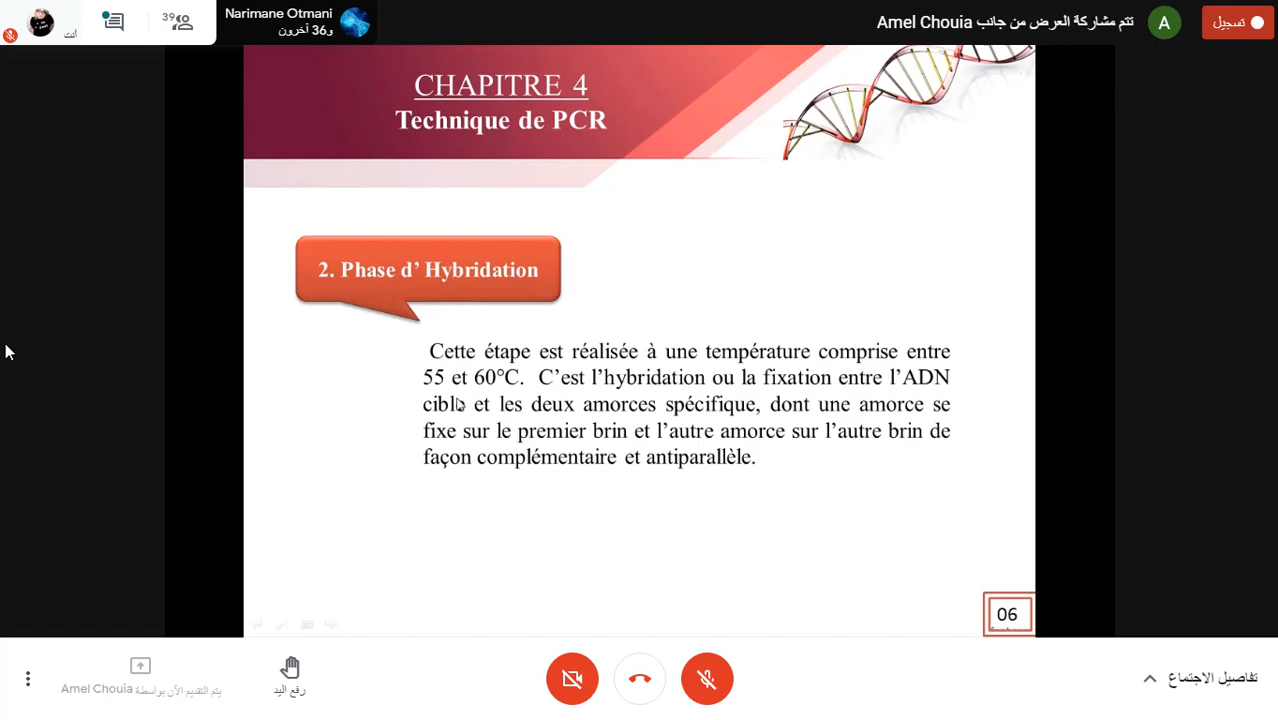 أنت
39
Narimane Otmani
و36 آخرون
تتم مشاركة العرض من جانب Amel Chouia
A
تسجيل
CHAPITRE 4
Technique de PCR
2. Phase d’ Hybridation
Cette étape est réalisée à une température comprise entre
55 et 60°C. C’est l’hybridation ou la fixation entre l’ADN
cible et les deux amorces spécifique, dont une amorce se
fixe sur le premier brin et l’autre amorce sur l’autre brin de
façon complémentaire et antiparallèle.
06
يتم التقديم الآن بواسطة Amel Chouia
رفع اليد
تفاصيل الاجتماع